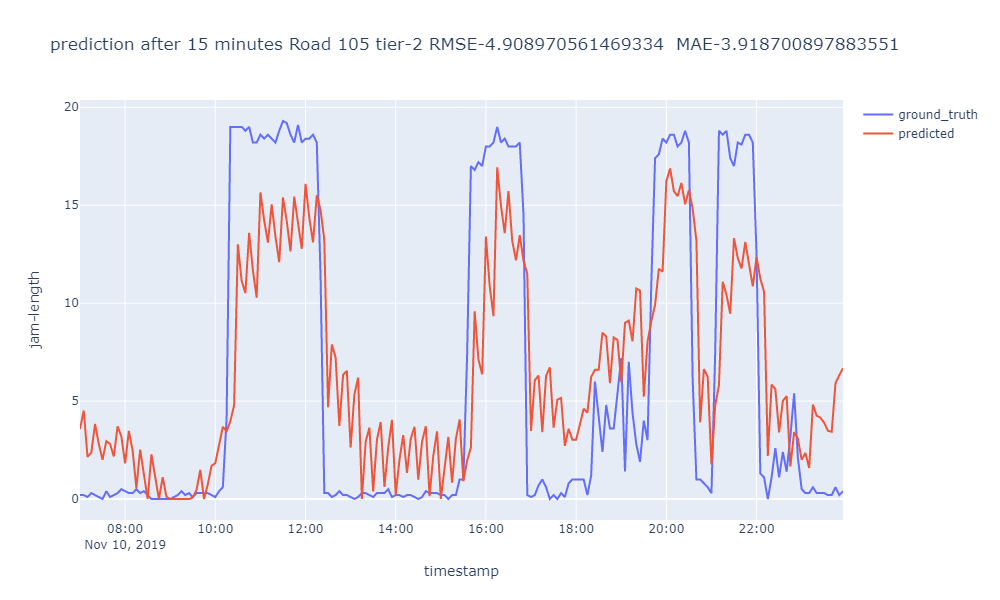 prediction after 15 minutes Road 105 tier-2 RMSE-4.908970561469334  MAE-3.918700897883551
ground_truth
predicted
20
15
10
5
0
jam-length
08:00 10:00 12:00 14:00 16:00 18:00 20:00 22:00
Nov 10, 2019
timestamp